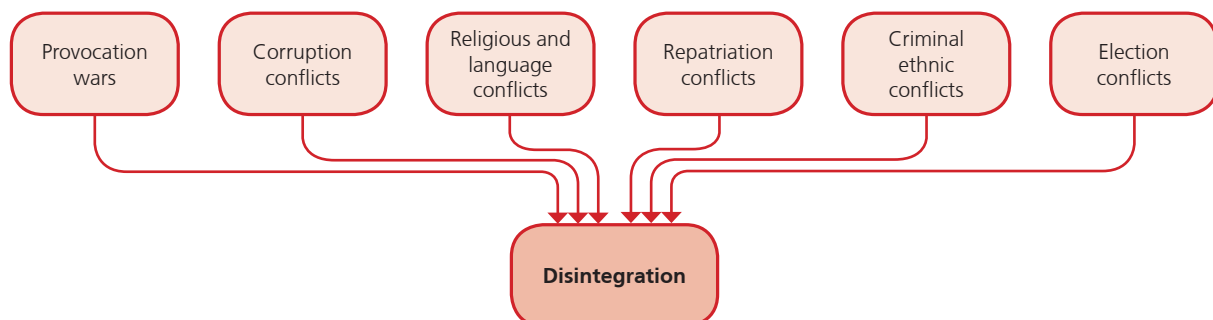 Provocation
wars
Corruption
conflicts
Religious and
language
conflicts
Repatriation
conflicts
Criminal
ethnic
conflicts
Election
conflicts
Disintegration